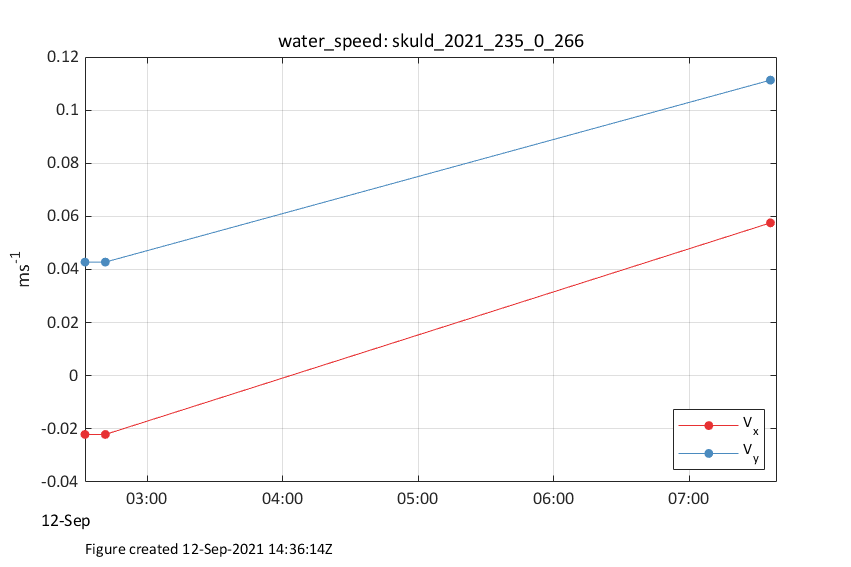 water_speed: skuld_2021_235_0_266
0.12
0.1
0.08
0.06
0.04
0.02
0
-0.02
-0.04
ms-1
03:00
04:00
05:00
06:00
07:00
12-Sep
Vx
Vy
Figure created 12-Sep-2021 14:36:14Z